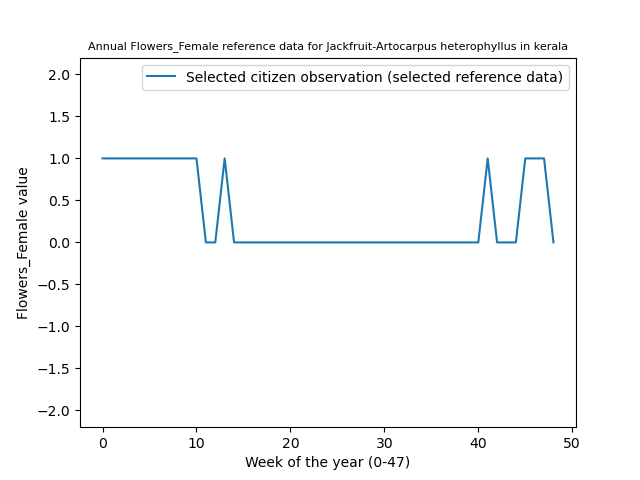 Annual Flowers_Female reference data for Jackfruit-Artocarpus heterophyllus in kerala
Selected citizen observation (selected reference data)
2.0
1.5
1.0
0.5
0.0
−0.5
−1.0
−1.5
−2.0
Flowers_Female value
0 10 20 30 40 50
Week of the year (0-47)